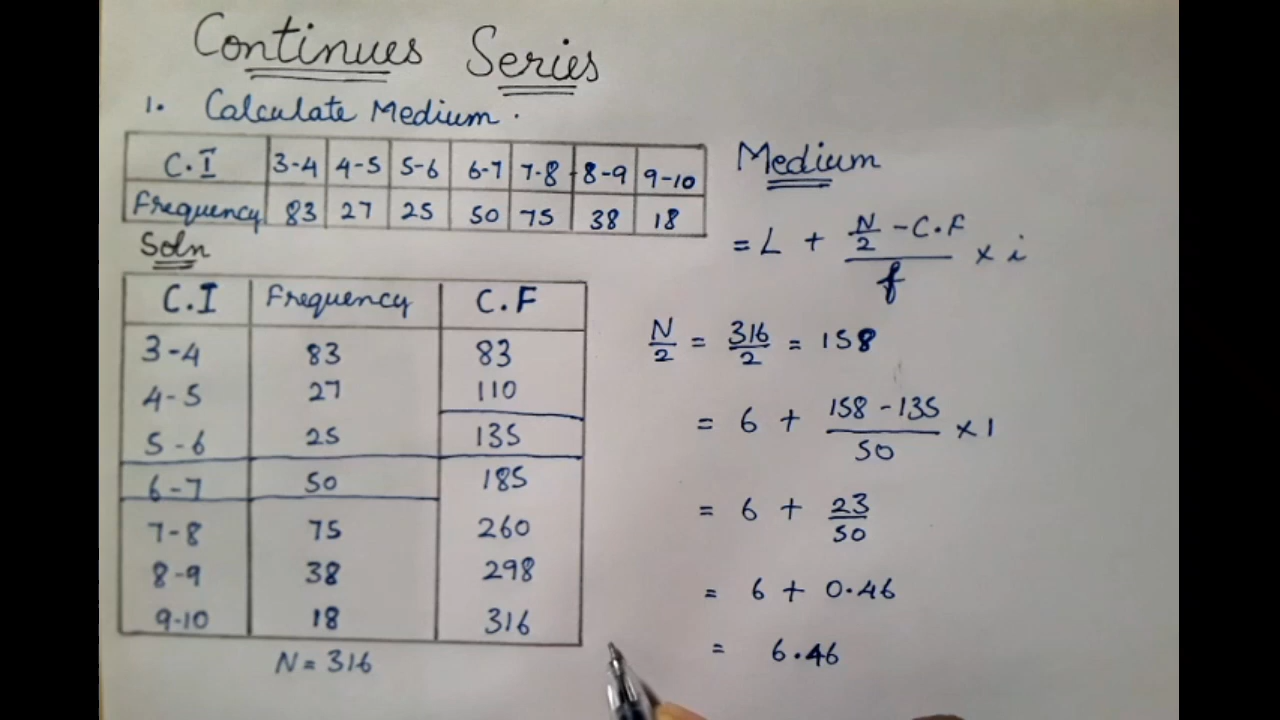 Continues Series
1. Calculate Medium.
C.I 3-4 4-5 5-6 6-7 7-8 8-9 9-10
Frequency 83 27 25 50 75 38 18
Soln
C.I Frequency C.F
3-4 83 83
4-5 27 110
5-6 25 135
6-7 50 185
7-8 75 260
8-9 38 298
9-10 18 316
N = 316
Medium
= L + (N/2 - C.F)/f × i
N/2 = 316/2 = 158
= 6 + (158 - 135)/50 × 1
= 6 + 23/50
= 6 + 0.46
= 6.46